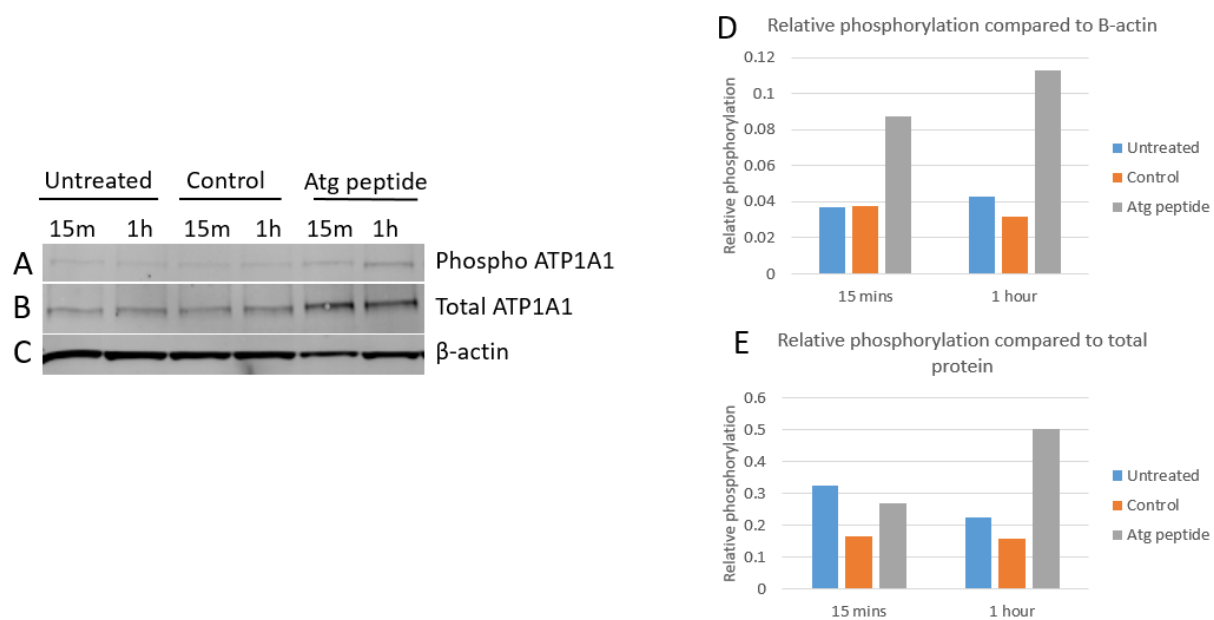 Untreated Control Atg peptide
15m 1h 15m 1h 15m 1h
A Phospho ATP1A1
B Total ATP1A1
C β-actin
D Relative phosphorylation compared to B-actin
Relative phosphorylation
0.12
0.1
0.08
0.06
0.04
0.02
0
15 mins 1 hour
Untreated
Control
Atg peptide
E Relative phosphorylation compared to total
protein
Relative phosphorylation
0.6
0.5
0.4
0.3
0.2
0.1
0
15 mins 1 hour
Untreated
Control
Atg peptide